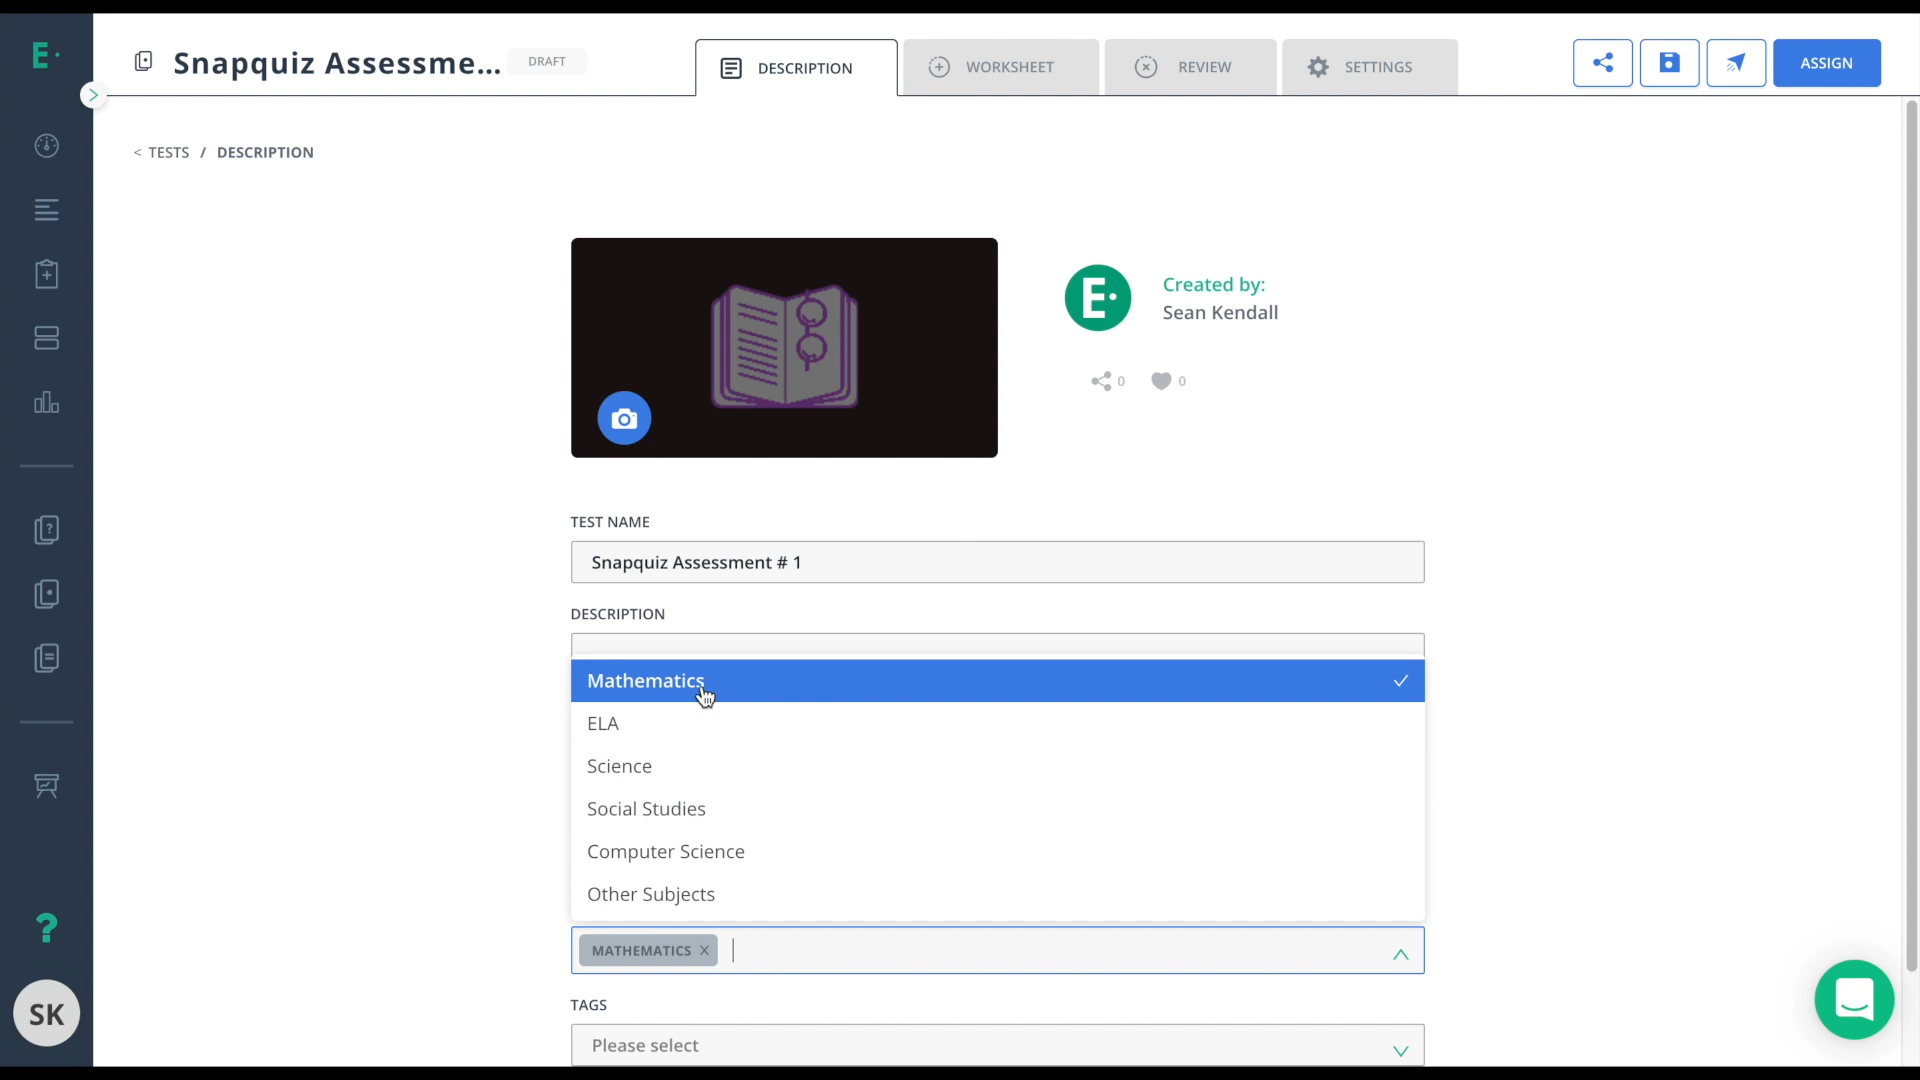 E·
Snapquiz Assessme...
DRAFT
DESCRIPTION
WORKSHEET
REVIEW
SETTINGS
ASSIGN
< TESTS / DESCRIPTION
E·
Created by:
Sean Kendall
0
0
TEST NAME
Snapquiz Assessment # 1
DESCRIPTION
Mathematics
ELA
Science
Social Studies
Computer Science
Other Subjects
MATHEMATICS
TAGS
Please select
?
SK